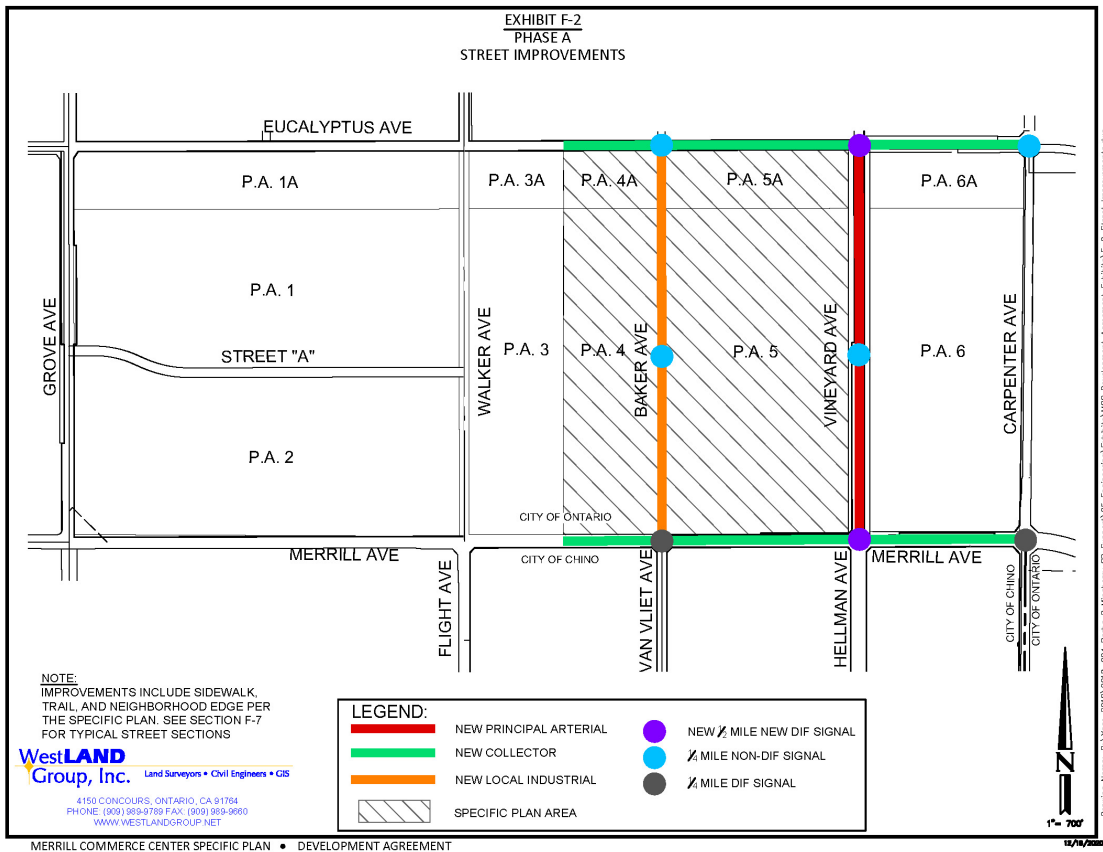 EXHIBIT F-2
PHASE A
STREET IMPROVEMENTS
EUCALYPTUS AVE
P.A. 1A
P.A. 3A
P.A. 4A
P.A. 5A
P.A. 6A
P.A. 1
GROVE AVE
STREET "A"
WALKER AVE
P.A. 3
P.A. 4
BAKER AVE
P.A. 5
VINEYARD AVE
P.A. 6
CARPENTER AVE
P.A. 2
CITY OF ONTARIO
MERRILL AVE
CITY OF CHINO
MERRILL AVE
FLIGHT AVE
VAN VLIET AVE
HELLMAN AVE
CITY OF CHINO
CITY OF ONTARIO
NOTE:
IMPROVEMENTS INCLUDE SIDEWALK,
TRAIL, AND NEIGHBORHOOD EDGE PER
THE SPECIFIC PLAN. SEE SECTION F-7
FOR TYPICAL STREET SECTIONS
WestLAND
Group, Inc. Land Surveyors • Civil Engineers • GIS
4150 CONCOURS, ONTARIO, CA 91764
PHONE: (909) 989-9789 FAX: (909) 989-9660
WWW.WESTLANDGROUP.NET
LEGEND:
NEW PRINCIPAL ARTERIAL
NEW COLLECTOR
NEW LOCAL INDUSTRIAL
SPECIFIC PLAN AREA
NEW ½ MILE NEW DIF SIGNAL
¼ MILE NON-DIF SIGNAL
¼ MILE DIF SIGNAL
N
1"= 700'
MERRILL COMMERCE CENTER SPECIFIC PLAN • DEVELOPMENT AGREEMENT